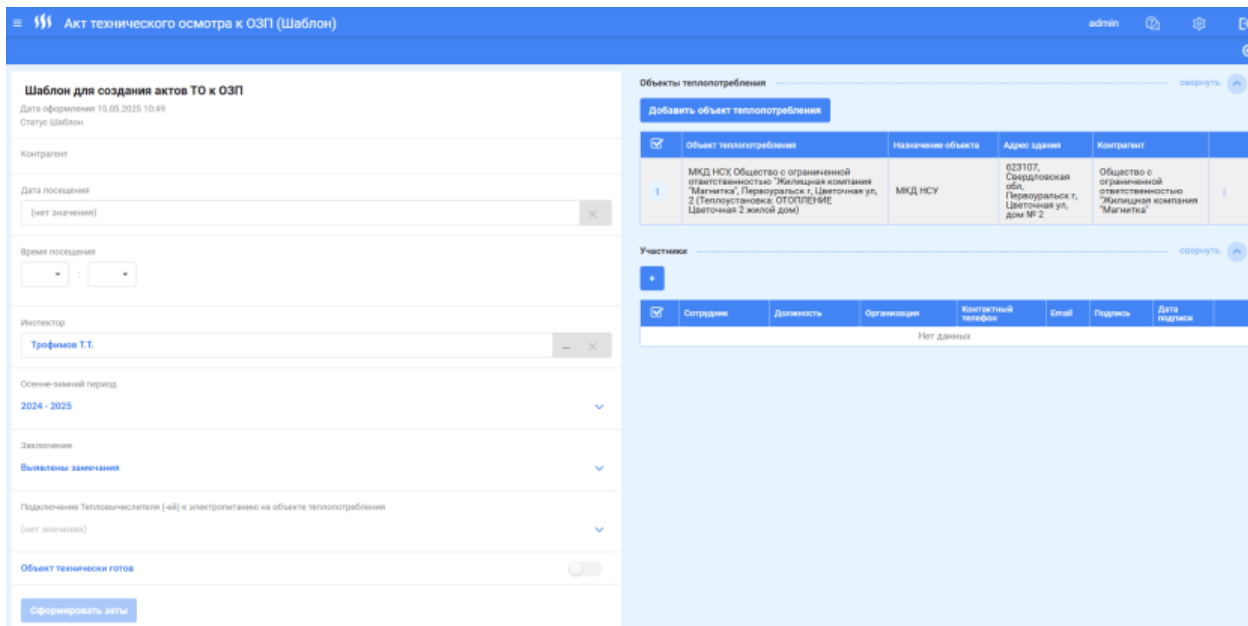 Акт технического осмотра к ОЗП (Шаблон)
admin
Шаблон для создания актов ТО к ОЗП
Дата оформления 15.05.2025 10:49
Статус Шаблон
Контрагент
Дата посещения
(нет значения)
Время посещения
:
Инспектор
Трофимов Т.Т.
...
Осенне-зимний период
2024 - 2025
Заключение
Выявлены замечания
Подключение Тепловычислителя (-ей) к электропитанию на объекте теплопотребления
(нет значения)
Объект технически готов
Сформировать акты
Объекты теплопотребления
свернуть
Добавить объект теплопотребления
Объект теплопотребления
Назначение объекта
Адрес здания
Контрагент
1
МКД НСУ, Общество с ограниченной
ответственностью "Жилищная компания
"Магнитка", Первоуральск г, Цветочная ул,
2 (Теплоустановка: ОТОПЛЕНИЕ
Цветочная 2 жилой дом)
МКД НСУ
623107,
Свердловская
обл,
Первоуральск г,
Цветочная ул,
дом № 2
Общество с
ограниченной
ответственностью
"Жилищная компания
"Магнитка"
Участники
свернуть
+
Сотрудник
Должность
Организация
Контактный
телефон
Email
Подпись
Дата
подписи
Нет данных